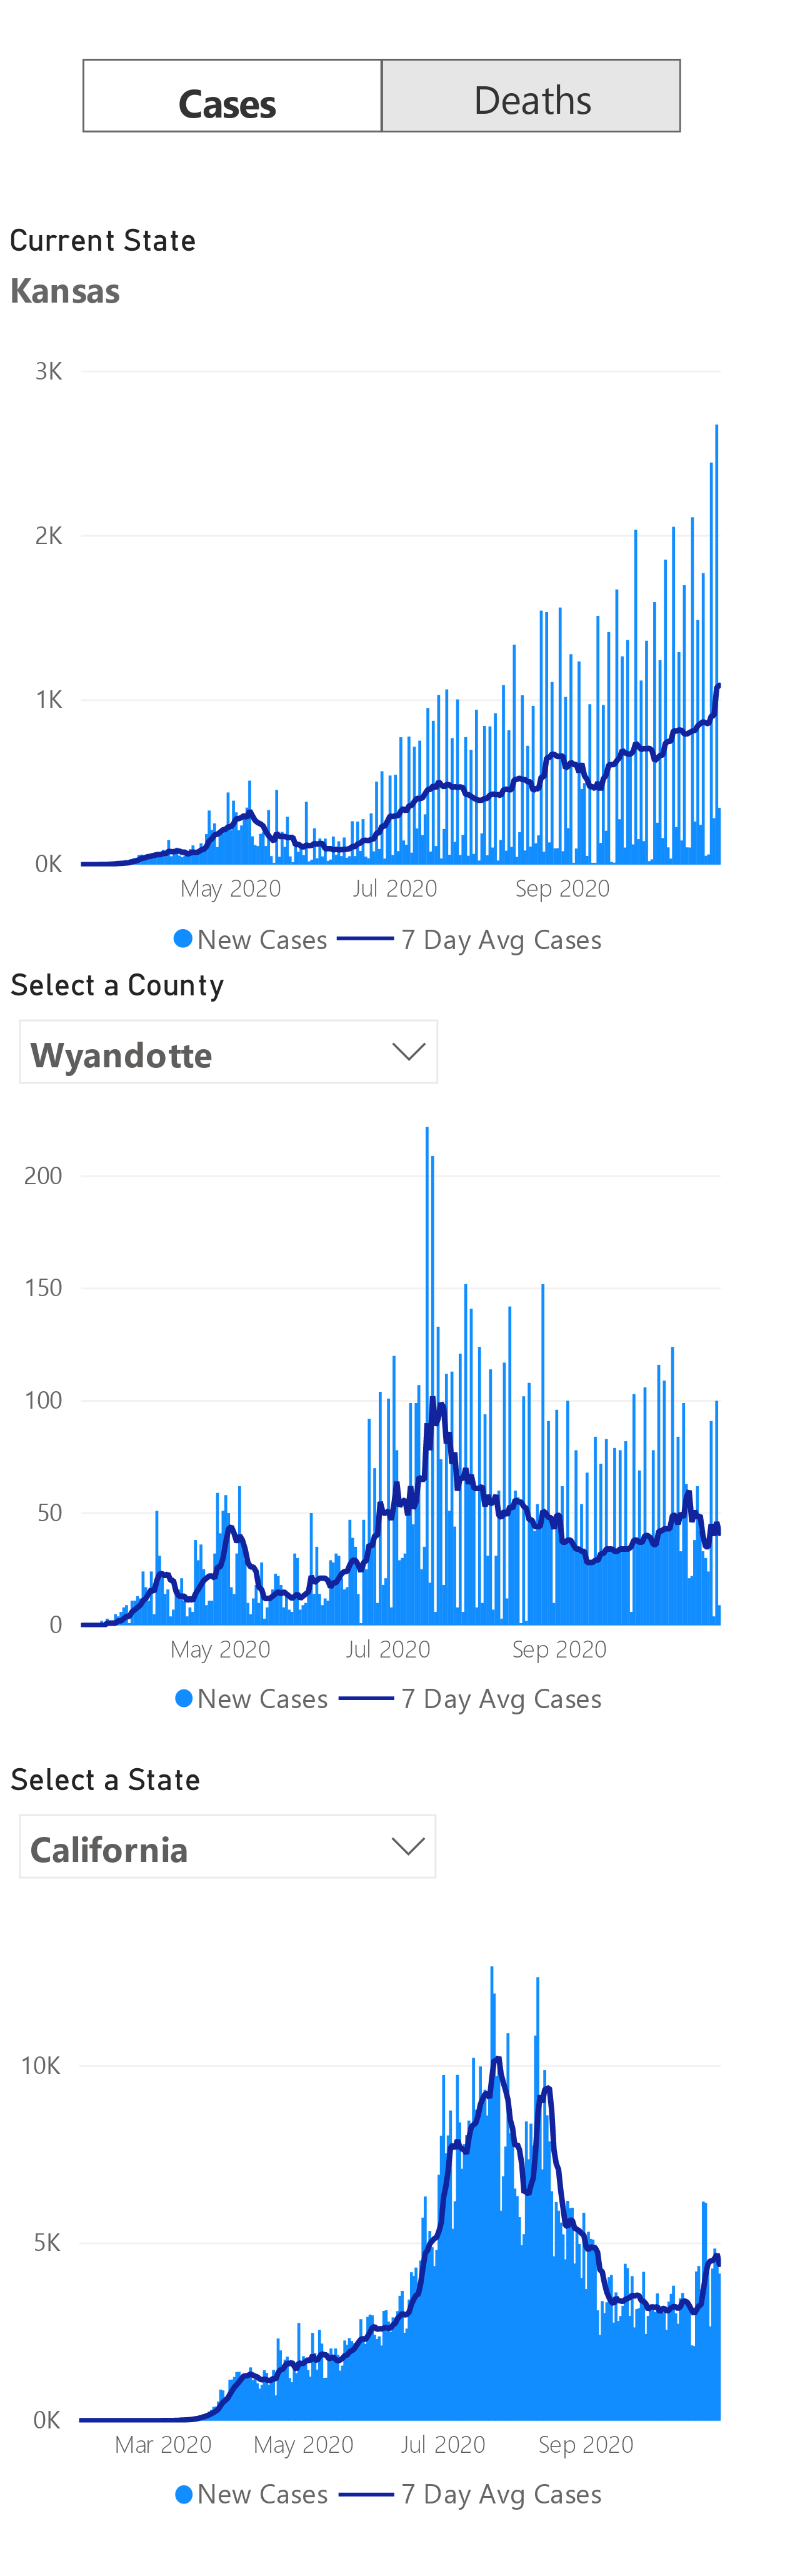 Cases Deaths
Current State
Kansas
3K
2K
1K
0K
May 2020 Jul 2020 Sep 2020
New Cases 7 Day Avg Cases
Select a County
Wyandotte
200
150
100
50
0
May 2020 Jul 2020 Sep 2020
New Cases 7 Day Avg Cases
Select a State
California
10K
5K
0K
Mar 2020 May 2020 Jul 2020 Sep 2020
New Cases 7 Day Avg Cases